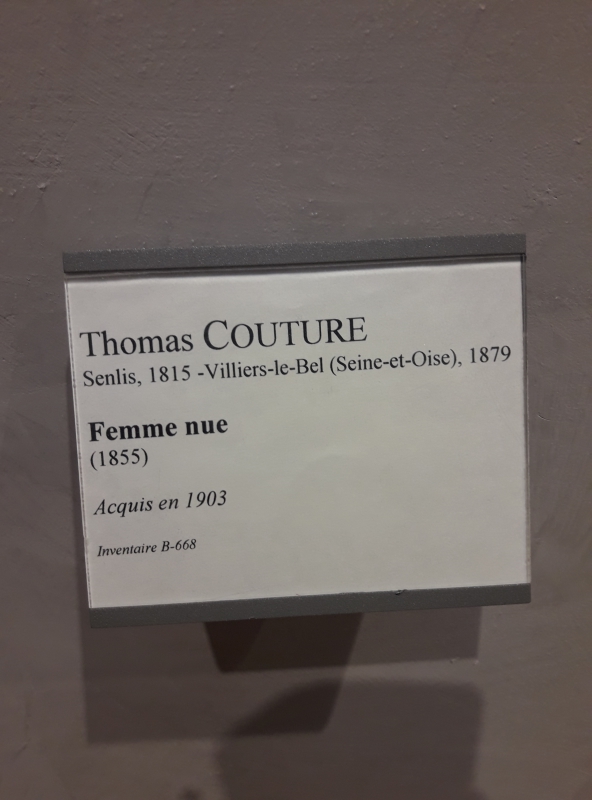 Thomas COUTURE
Senlis, 1815 -Villiers-le-Bel (Seine-et-Oise), 1879
Femme nue
(1855)
Acquis en 1903
Inventaire B-668